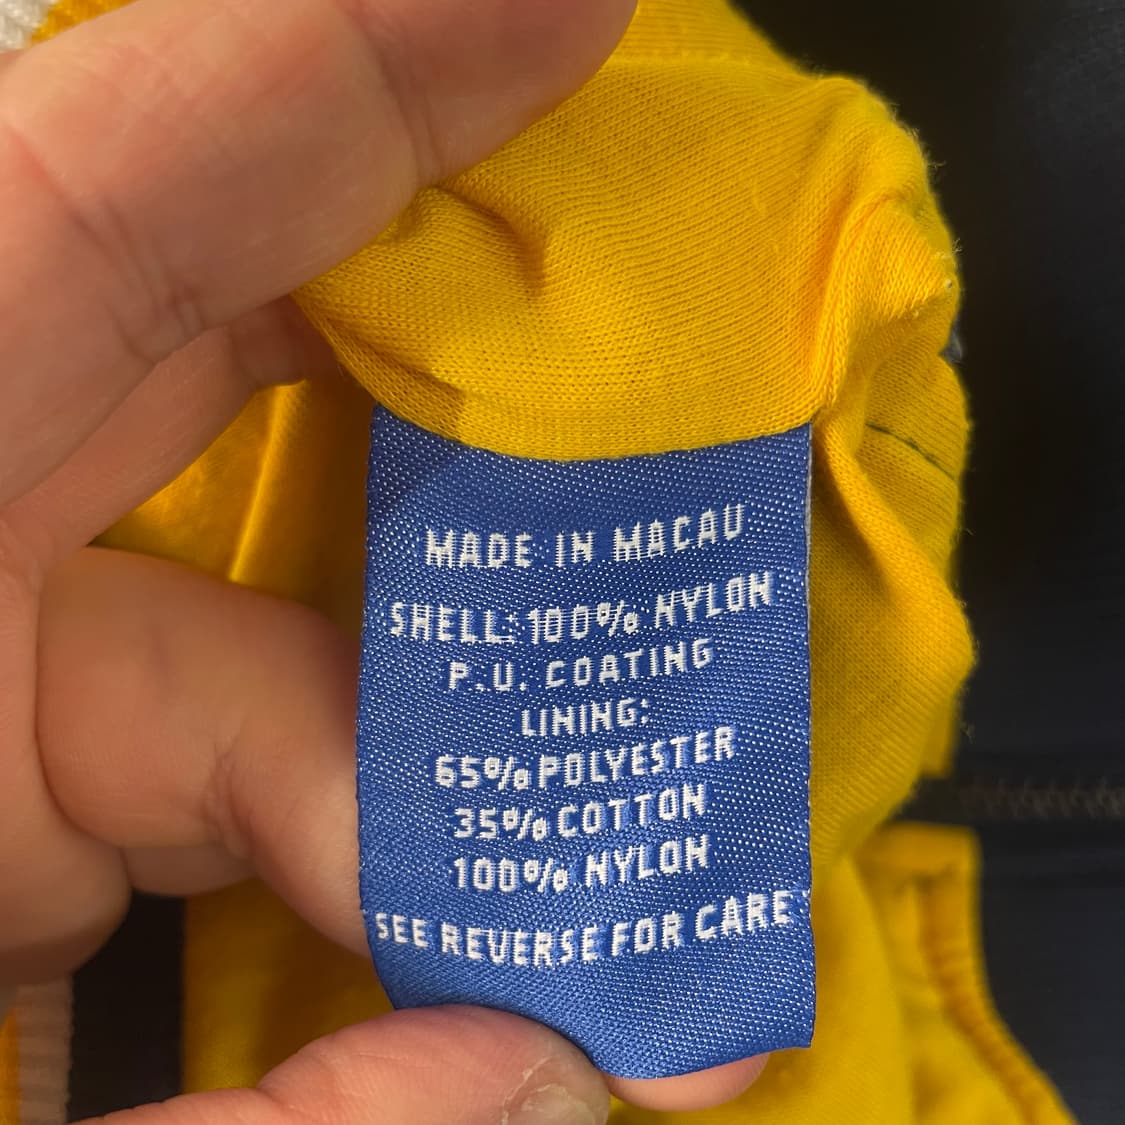 MADE IN MACAU
SHELL: 100% NYLON
P.U. COATING
LINING:
65% POLYESTER
35% COTTON
100% NYLON
SEE REVERSE FOR CARE